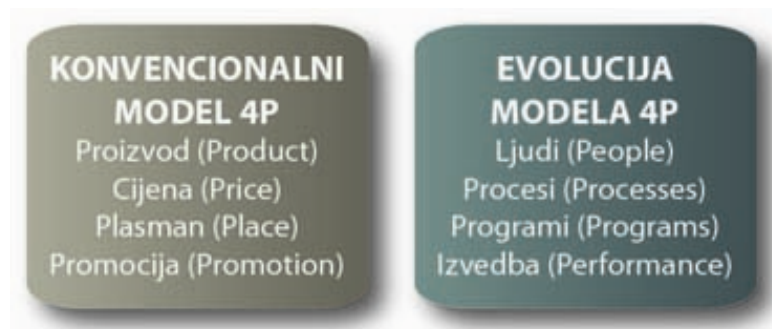 KONVENCIONALNI
MODEL 4P
Proizvod (Product)
Cijena (Price)
Plasman (Place)
Promocija (Promotion)
EVOLUCIJA
MODELA 4P
Ljudi (People)
Procesi (Processes)
Programi (Programs)
Izvedba (Performance)